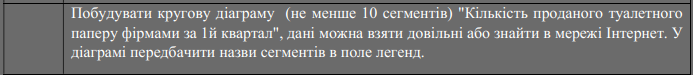 Побудувати кругову діаграму (не менше 10 сегментів) "Кількість проданого туалетного
паперу фірмами за 1й квартал", дані можна взяти довільні або знайти в мережі Інтернет. У
діаграмі передбачити назви сегментів в поле легенд.